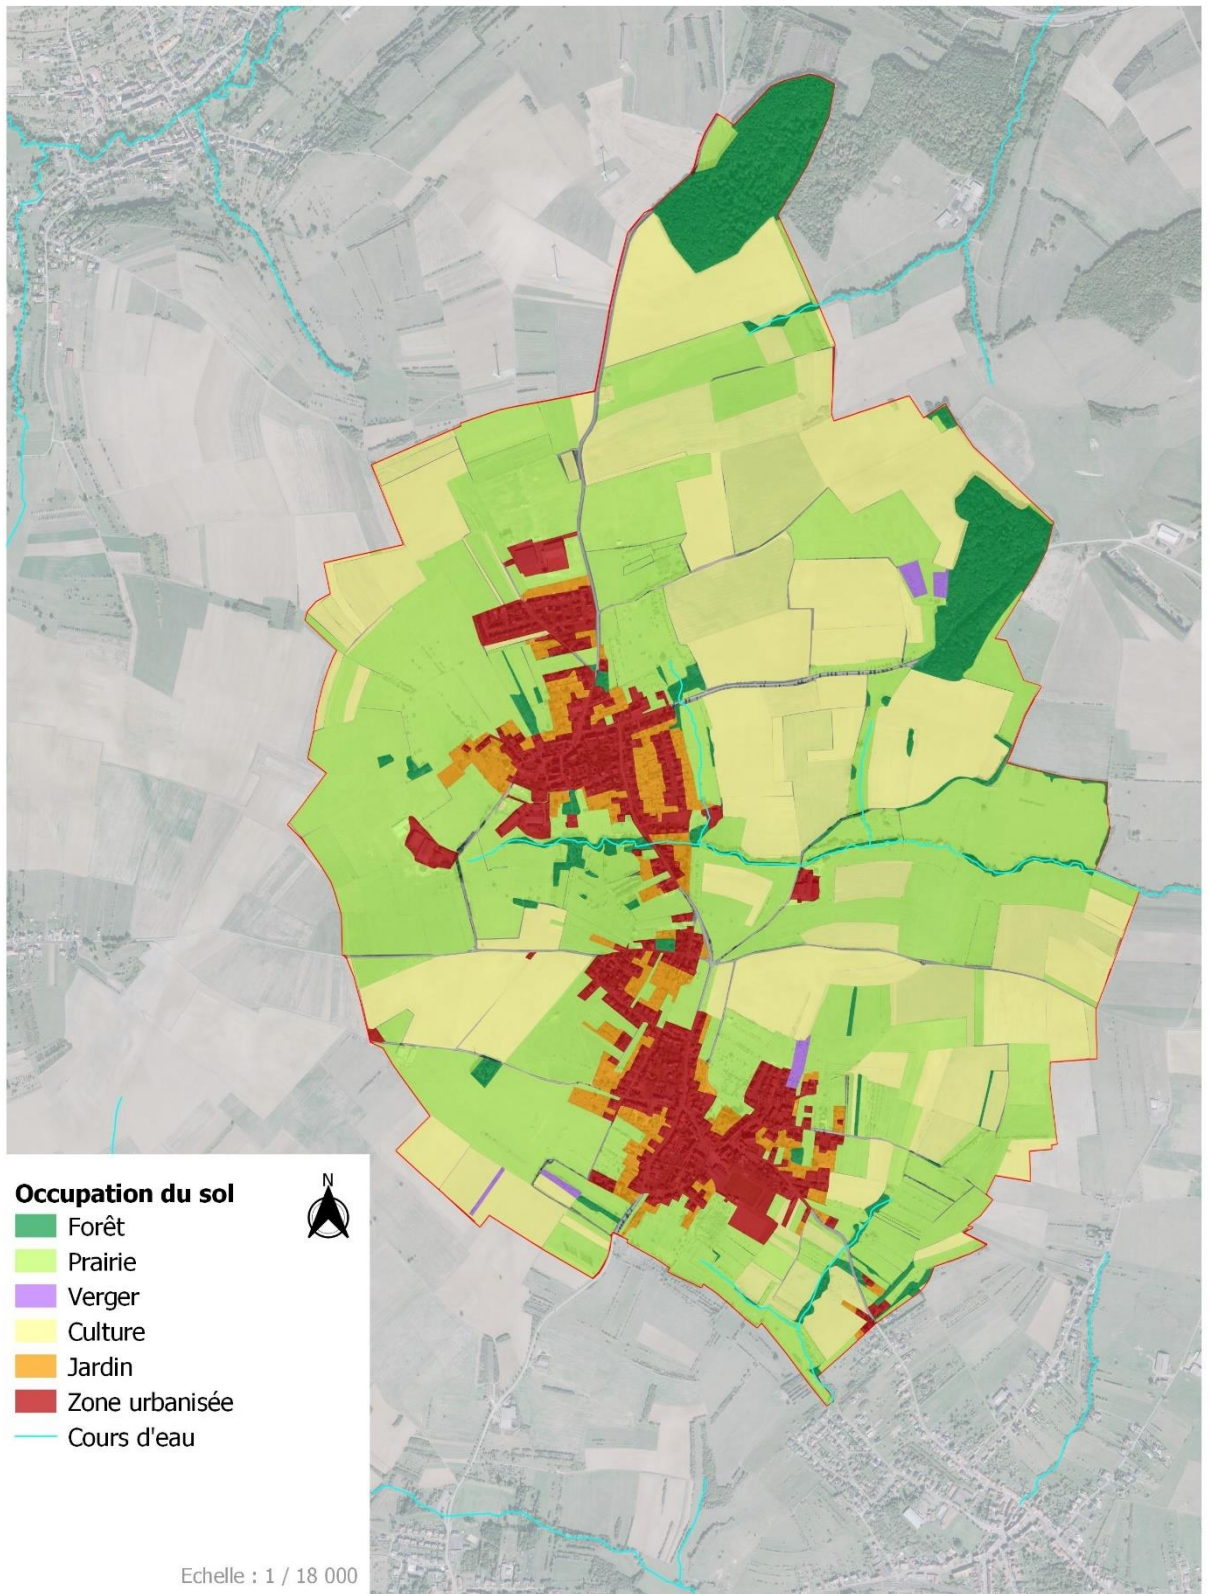 Occupation du sol
N
Forêt
Prairie
Verger
Culture
Jardin
Zone urbanisée
Cours d'eau
Echelle : 1 / 18 000